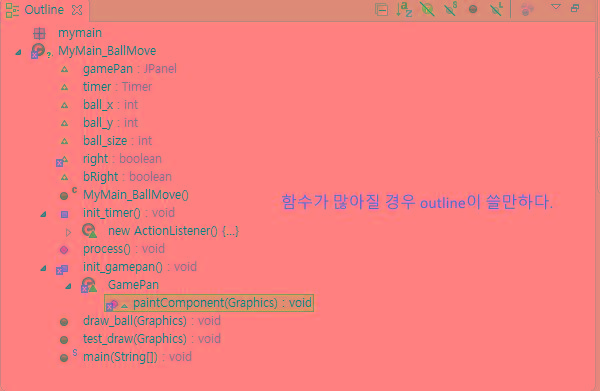 Outline
mymain
MyMain_BallMove
gamePan : JPanel
timer : Timer
ball_x : int
ball_y : int
ball_size : int
right : boolean
bRight : boolean
MyMain_BallMove()
함수가 많아질 경우 outline이 쓸만하다.
init_timer() : void
new ActionListener() {...}
process() : void
init_gamepan() : void
GamePan
paintComponent(Graphics) : void
draw_ball(Graphics) : void
test_draw(Graphics) : void
main(String[]) : void